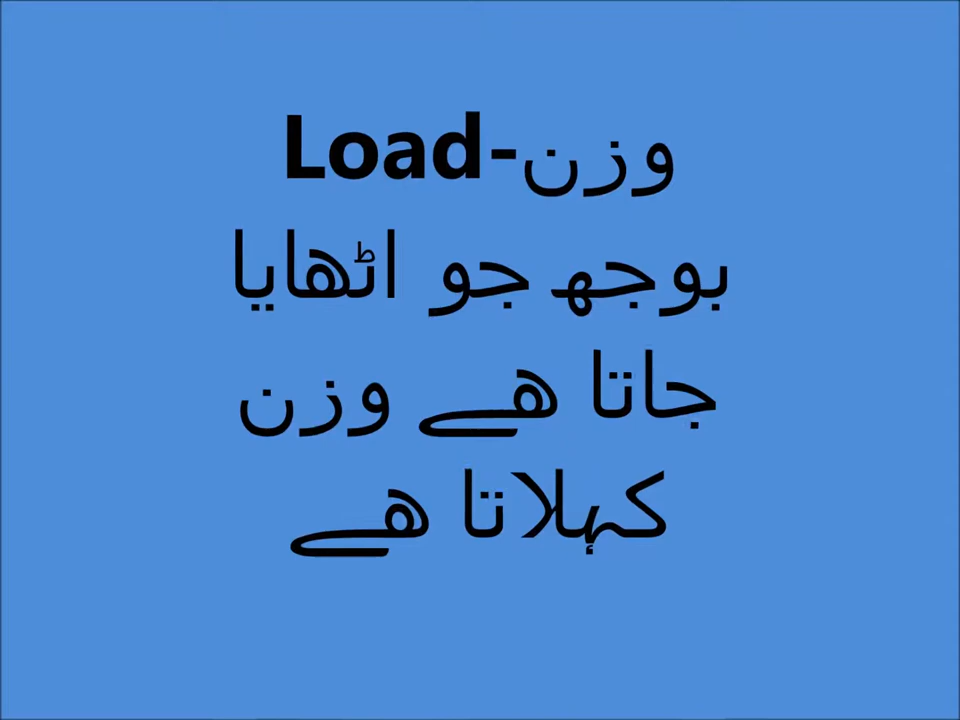 Load-وزن
بوجھ جو اٹھایا
جاتا ھے وزن
کہلاتا ھے